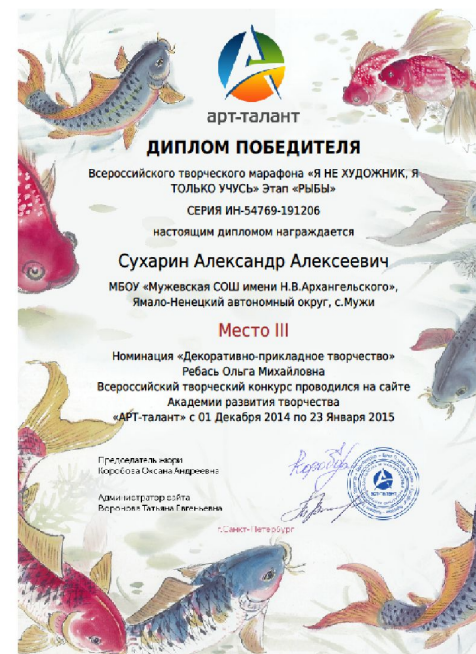 арт-талант
ДИПЛОМ ПОБЕДИТЕЛЯ
Всероссийского творческого марафона «Я НЕ ХУДОЖНИК, Я
ТОЛЬКО УЧУСЬ» Этап «РЫБЫ»
СЕРИЯ ИН-54769-191206
настоящим дипломом награждается
Сухарин Александр Алексеевич
МБОУ «Мужевская СОШ имени Н.В.Архангельского»,
Ямало-Ненецкий автономный округ, с.Мужи
Место III
Номинация «Декоративно-прикладное творчество»
Ребась Ольга Михайловна
Всероссийский творческий конкурс проводился на сайте
Академии развития творчества
«АРТ-талант» с 01 Декабря 2014 по 23 Января 2015
Председатель жюри
Коробова Оксана Андреевна
Администратор сайта
Воронова Татьяна Евгеньевна
арт-талант
г.Санкт-Петербург